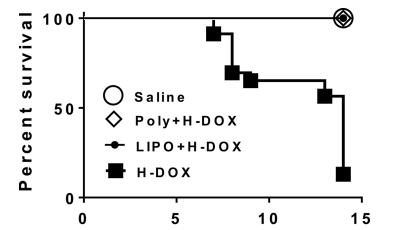 Percent survival
100
50
0
Saline
Poly+H-DOX
LIPO+H-DOX
H-DOX
0 5 10 15